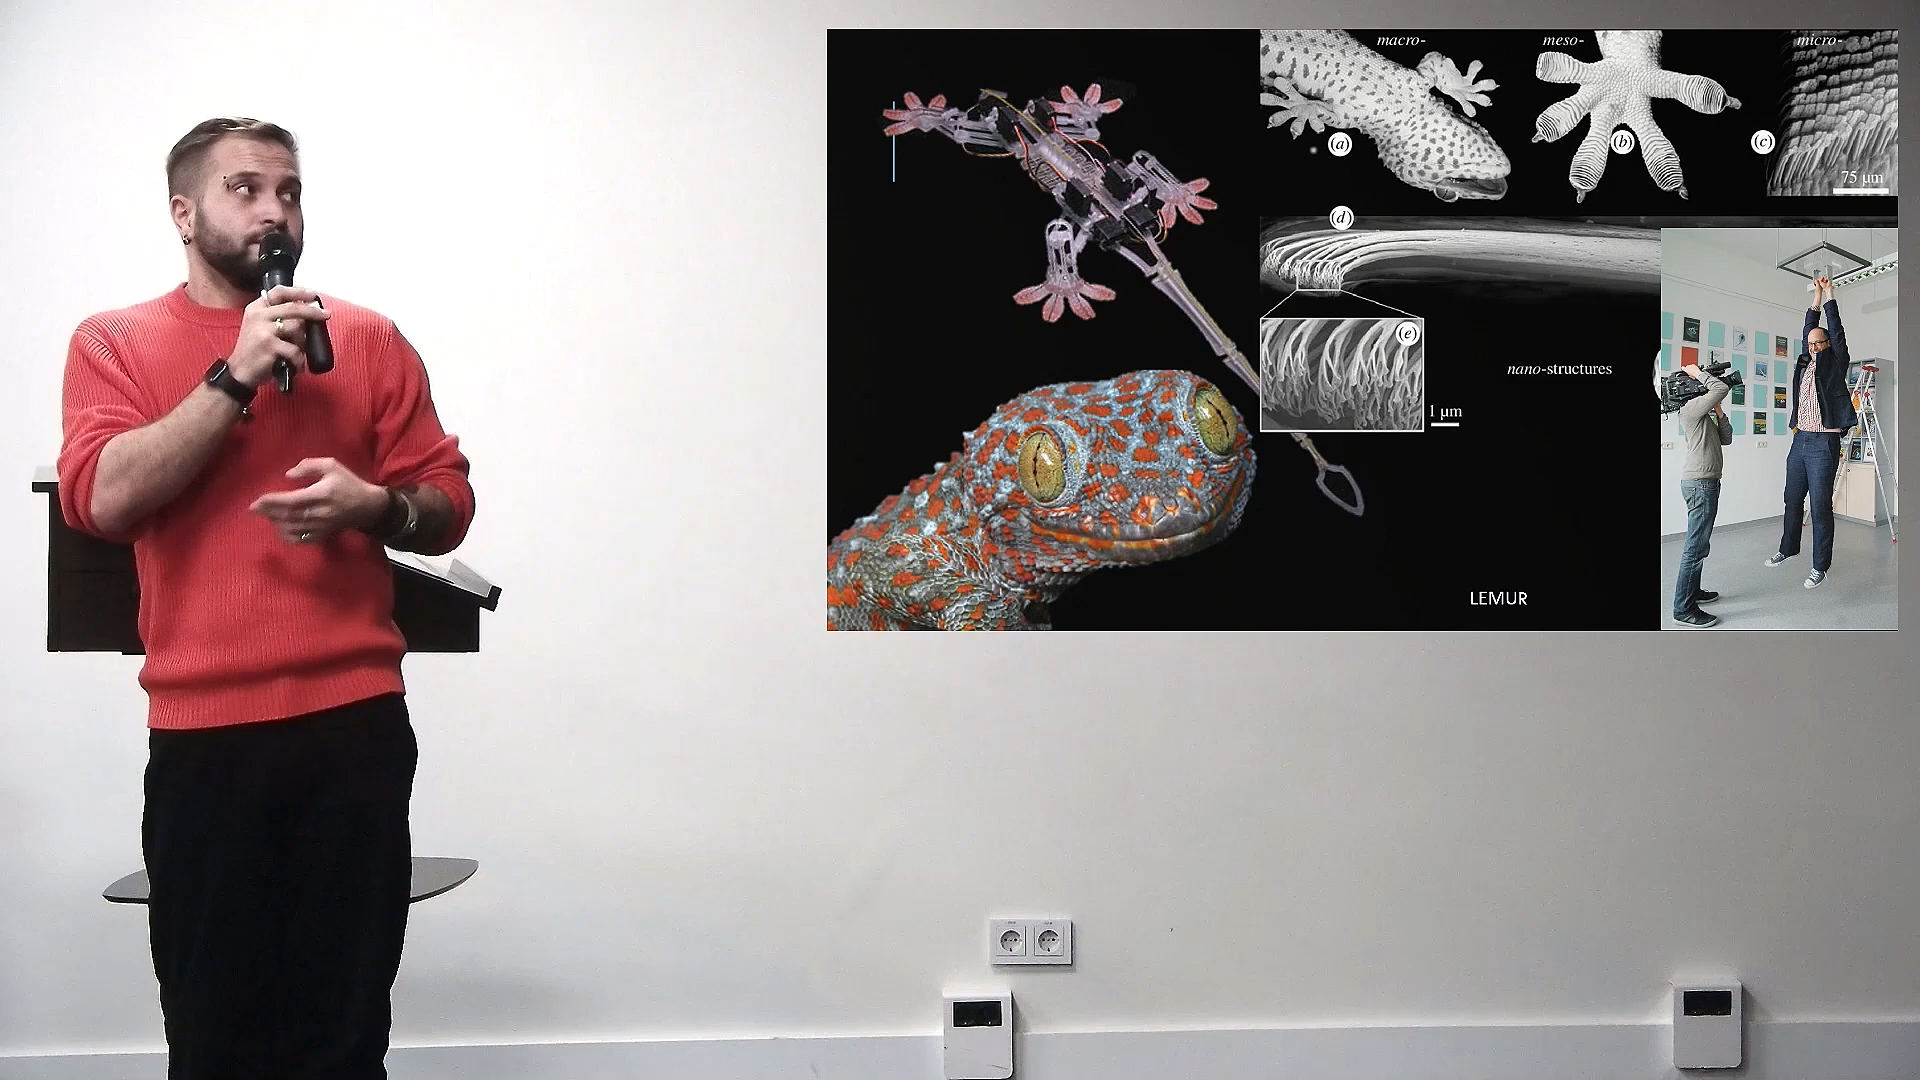 macro-
meso-
micro-
(a)
(b)
(c)
75 µm
(d)
(e)
nano-structures
1 µm
LEMUR